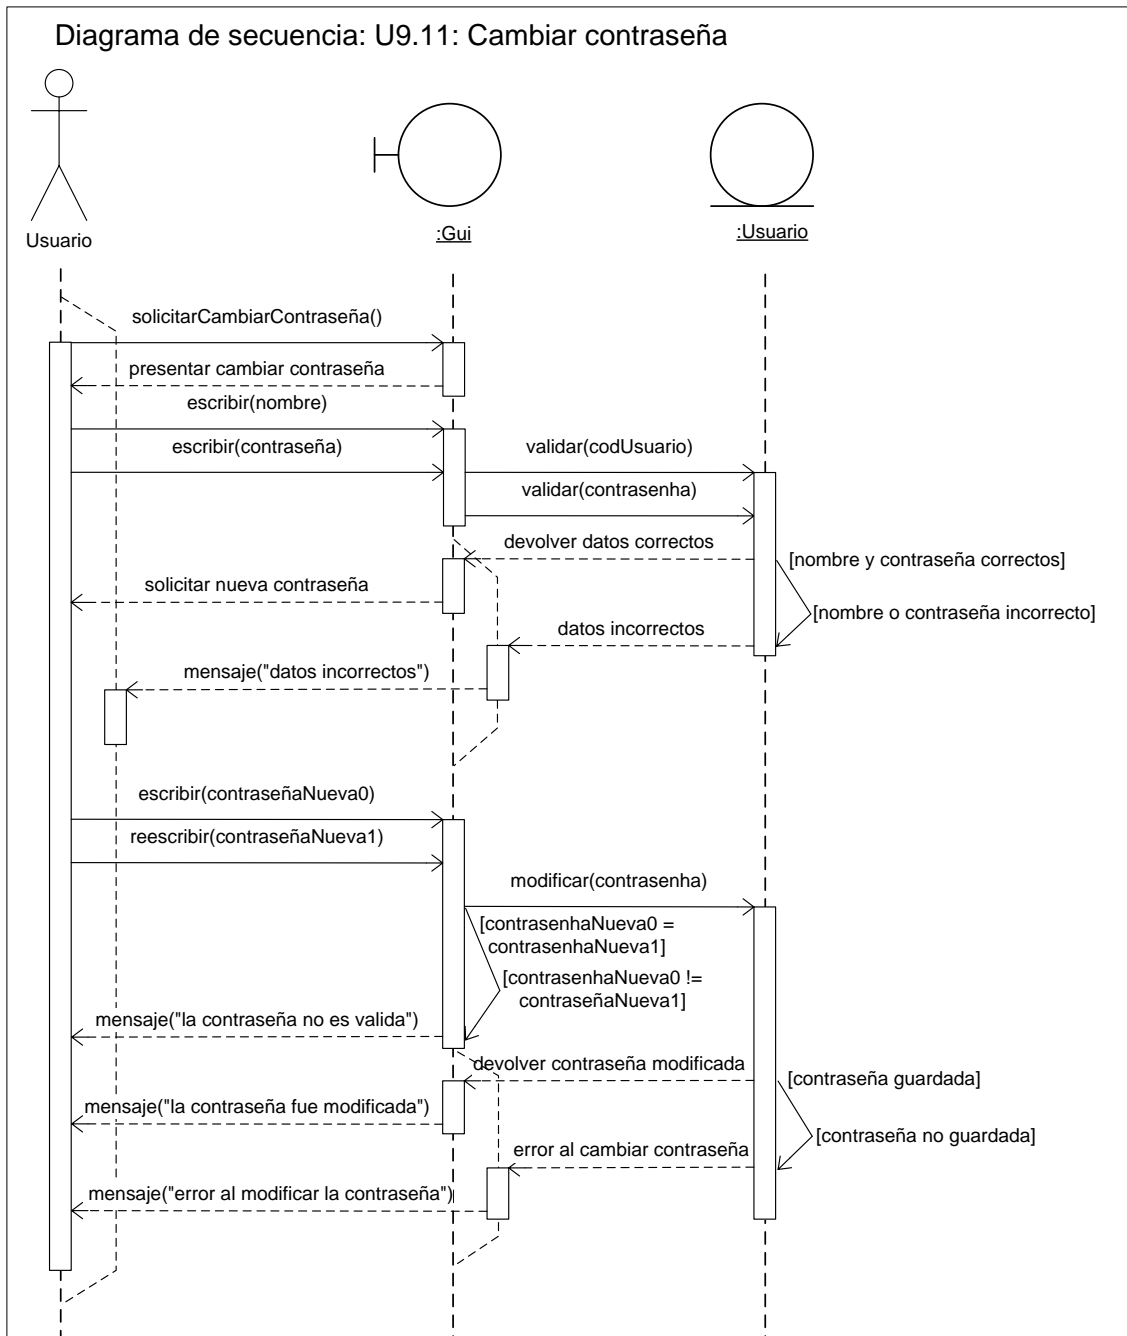 Diagrama de secuencia: U9.11: Cambiar contraseña
Usuario
:Gui
:Usuario
solicitarCambiarContraseña()
presentar cambiar contraseña
escribir(nombre)
escribir(contraseña)
validar(codUsuario)
validar(contrasenha)
devolver datos correctos
[nombre y contraseña correctos]
solicitar nueva contraseña
[nombre o contraseña incorrecto]
datos incorrectos
mensaje("datos incorrectos")
escribir(contraseñaNueva0)
reescribir(contraseñaNueva1)
modificar(contrasenha)
[contrasenhaNueva0 =
contrasenhaNueva1]
[contrasenhaNueva0 !=
contraseñaNueva1]
mensaje("la contraseña no es valida")
devolver contraseña modificada
[contraseña guardada]
mensaje("la contraseña fue modificada")
[contraseña no guardada]
error al cambiar contraseña
mensaje("error al modificar la contraseña")